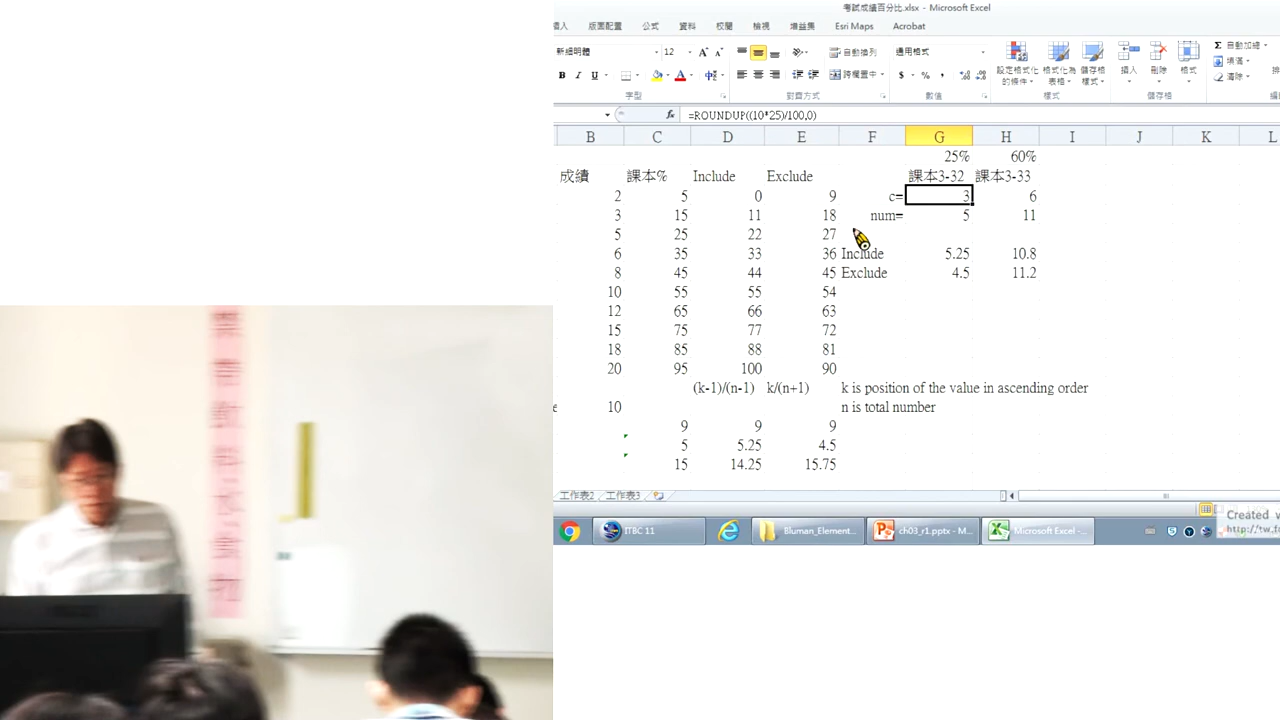 考試成績百分比.xlsx - Microsoft Excel
插入 版面配置 公式 資料 校閱 檢視 增益集 Esri Maps Acrobat
新細明體 12 A A 自動換列 通用格式 Σ 自動加總
B I U A 跨欄置中 $ % , 設定格式化的條件 格式化為表格 儲存格樣式 插入 刪除 格式 填滿 清除
字型 對齊方式 數值 樣式 儲存格
fx =ROUNDUP((10*25)/100,0)
B C D E F G H I J K L
25% 60%
成績 課本% Include Exclude 課本3-32 課本3-33
2 5 0 9 c= 3 6
3 15 11 18 num= 5 11
5 25 22 27
6 35 33 36 Include 5.25 10.8
8 45 44 45 Exclude 4.5 11.2
10 55 55 54
12 65 66 63
15 75 77 72
18 85 88 81
20 95 100 90
(k-1)/(n-1) k/(n+1) k is position of the value in ascending order
e 10 n is total number
9 9 9
5 5.25 4.5
15 14.25 15.75
工作表2 工作表3
Created w
http://tw.fo
ITBC 11 Bluman_Element... ch03_r1.pptx - M... Microsoft Excel -...